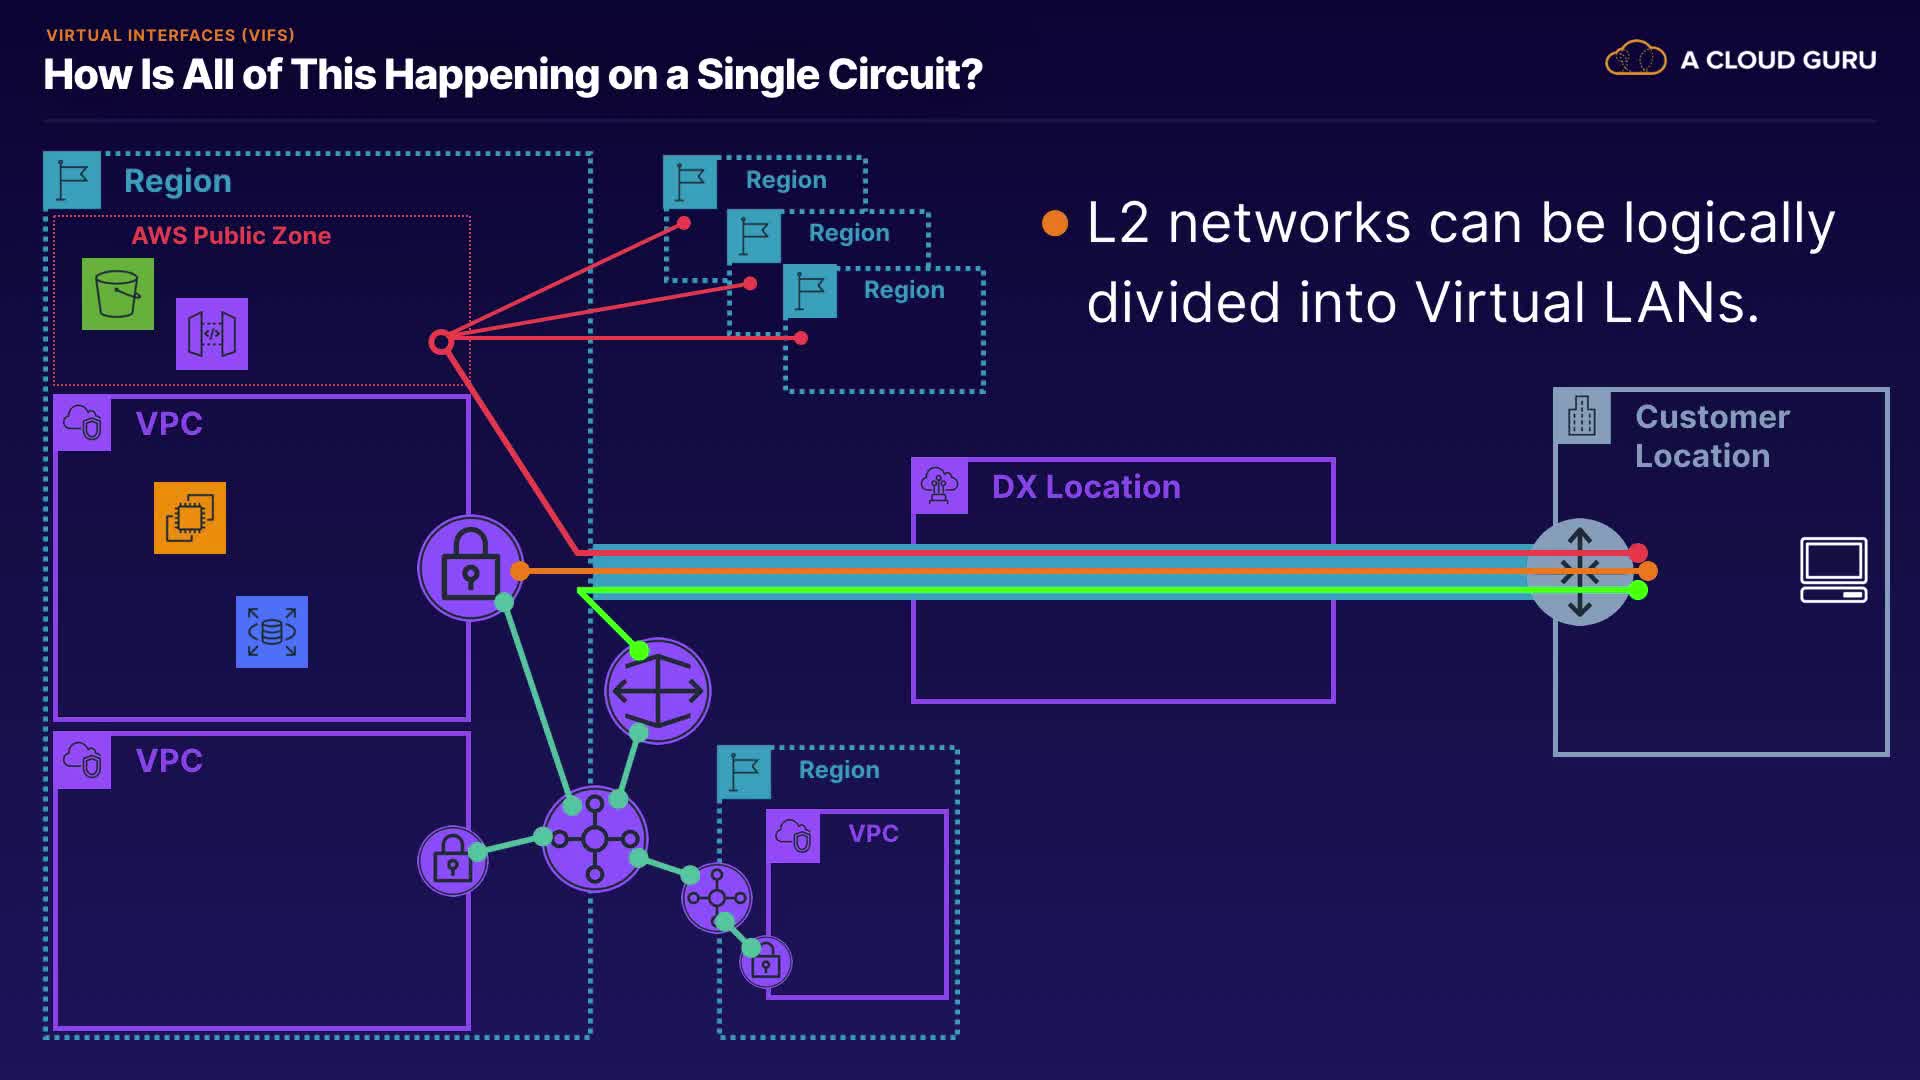 VIRTUAL INTERFACES (VIFS)
How Is All of This Happening on a Single Circuit?
A CLOUD GURU
Region
AWS Public Zone
Region
Region
Region
L2 networks can be logically
divided into Virtual LANs.
VPC
</>
DX Location
Customer
Location
VPC
Region
VPC